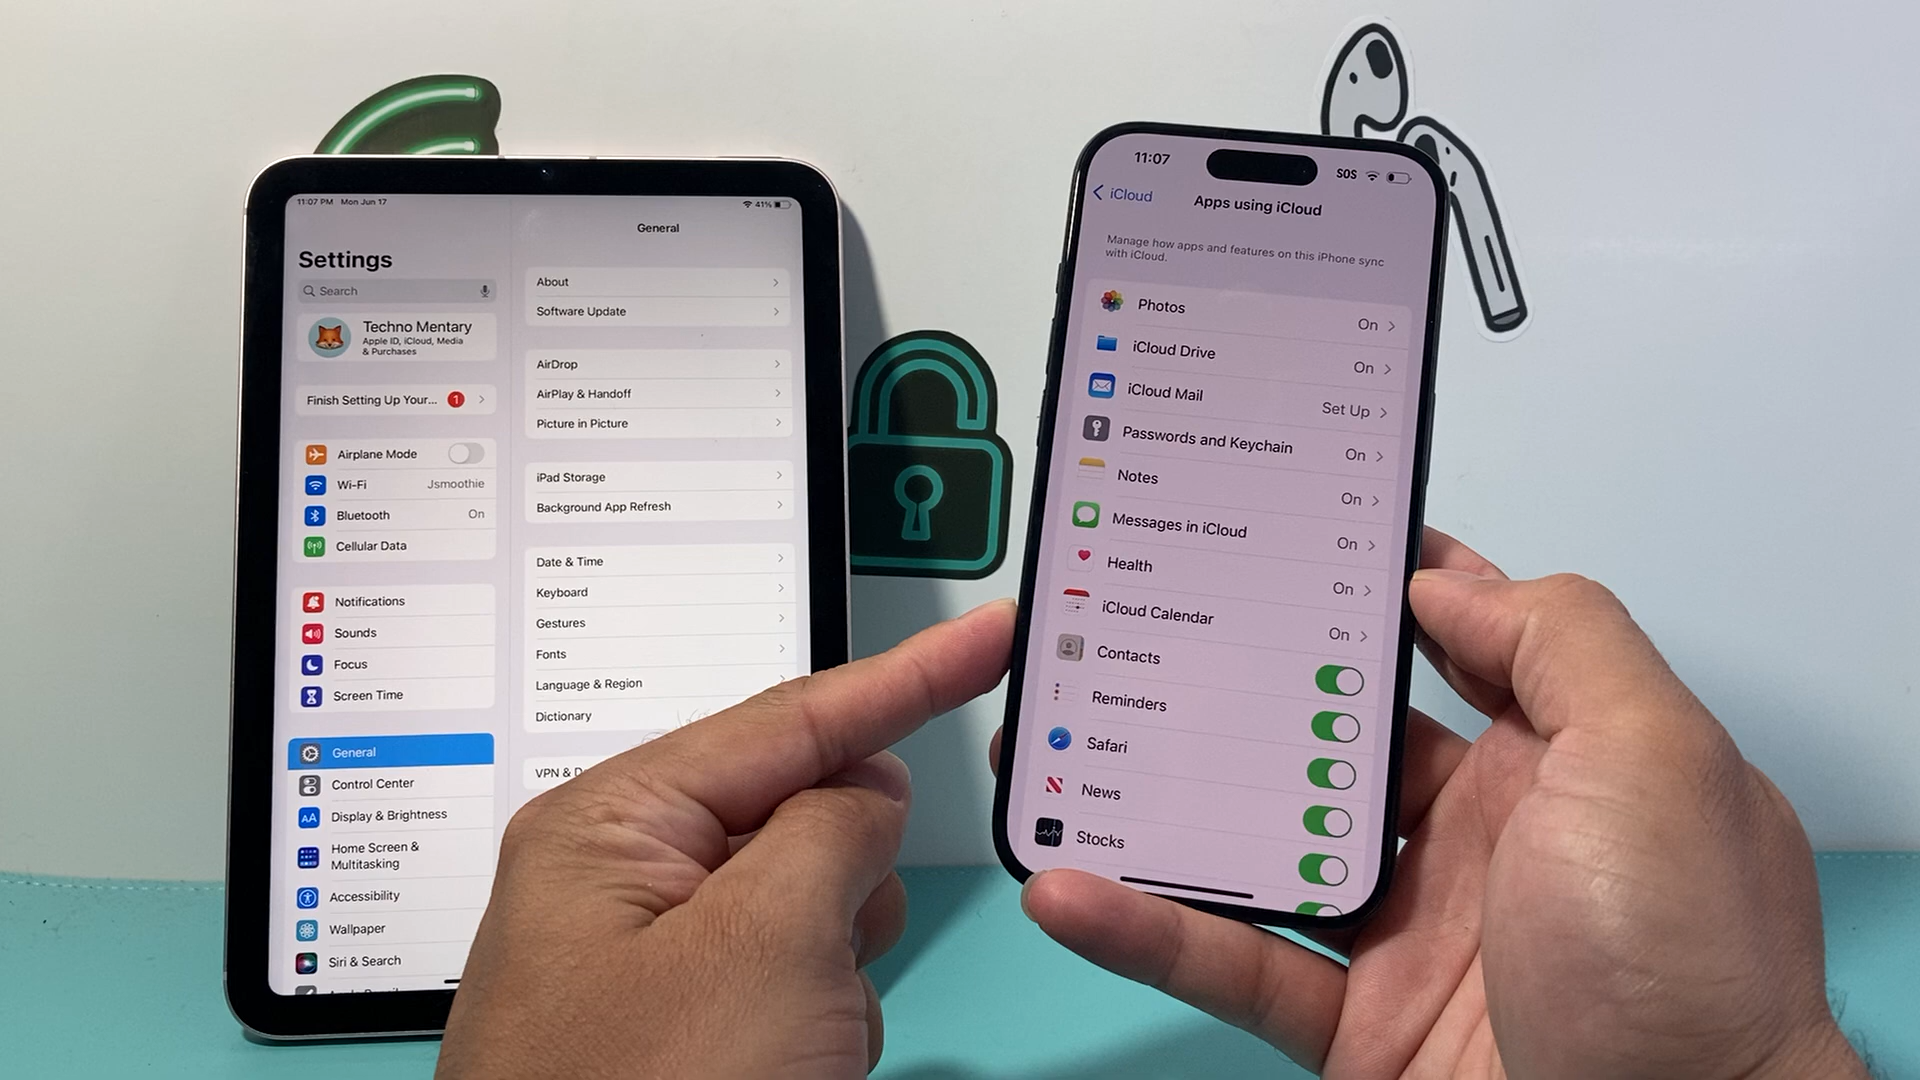 11:07 PM Mon Jun 17
41%
Settings
Search
Techno Mentary
Apple ID, iCloud, Media
& Purchases
Finish Setting Up Your...
1
Airplane Mode
Wi-Fi
Jsmoothie
Bluetooth
On
Cellular Data
Notifications
Sounds
Focus
Screen Time
General
Control Center
AA
Display & Brightness
Home Screen &
Multitasking
Accessibility
Wallpaper
Siri & Search
General
About
Software Update
AirDrop
AirPlay & Handoff
Picture in Picture
iPad Storage
Background App Refresh
Date & Time
Keyboard
Gestures
Fonts
Language & Region
Dictionary
VPN & D
11:07
SOS
iCloud
Apps using iCloud
Manage how apps and features on this iPhone sync
with iCloud.
Photos
On
iCloud Drive
On
iCloud Mail
Set Up
Passwords and Keychain
On
Notes
On
Messages in iCloud
On
Health
On
iCloud Calendar
On
Contacts
Reminders
Safari
News
Stocks